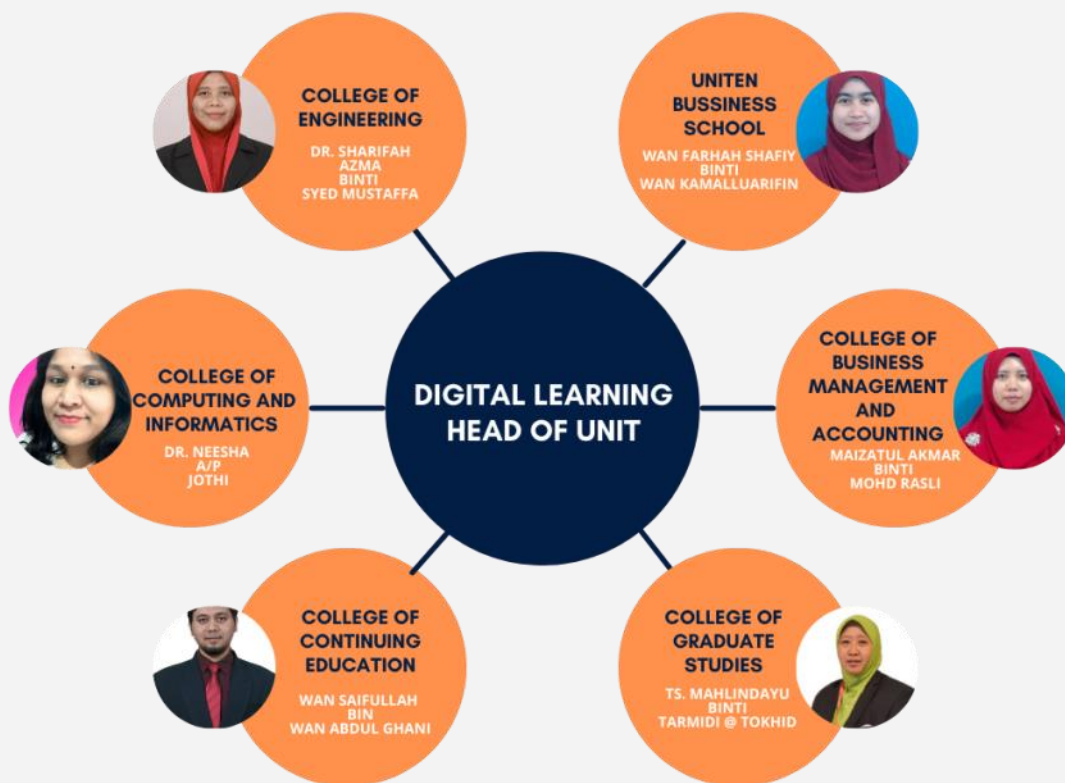 COLLEGE OF
ENGINEERING
DR. SHARIFAH
AZMA
BINTI
SYED MUSTAFFA
UNITEN
BUSSINESS
SCHOOL
WAN FARHAH SHAFIY
BINTI
WAN KAMALLUARIFIN
COLLEGE OF
COMPUTING AND
INFORMATICS
DR. NEESHA
A/P
JOTHI
DIGITAL LEARNING
HEAD OF UNIT
COLLEGE OF
BUSINESS
MANAGEMENT
AND
ACCOUNTING
MAIZATUL AKMAR
BINTI
MOHD RASLI
COLLEGE OF
CONTINUING
EDUCATION
WAN SAIFULLAH
BIN
WAN ABDUL GHANI
COLLEGE OF
GRADUATE
STUDIES
TS. MAHLINDAYU
BINTI
TARMIDI @ TOKHID